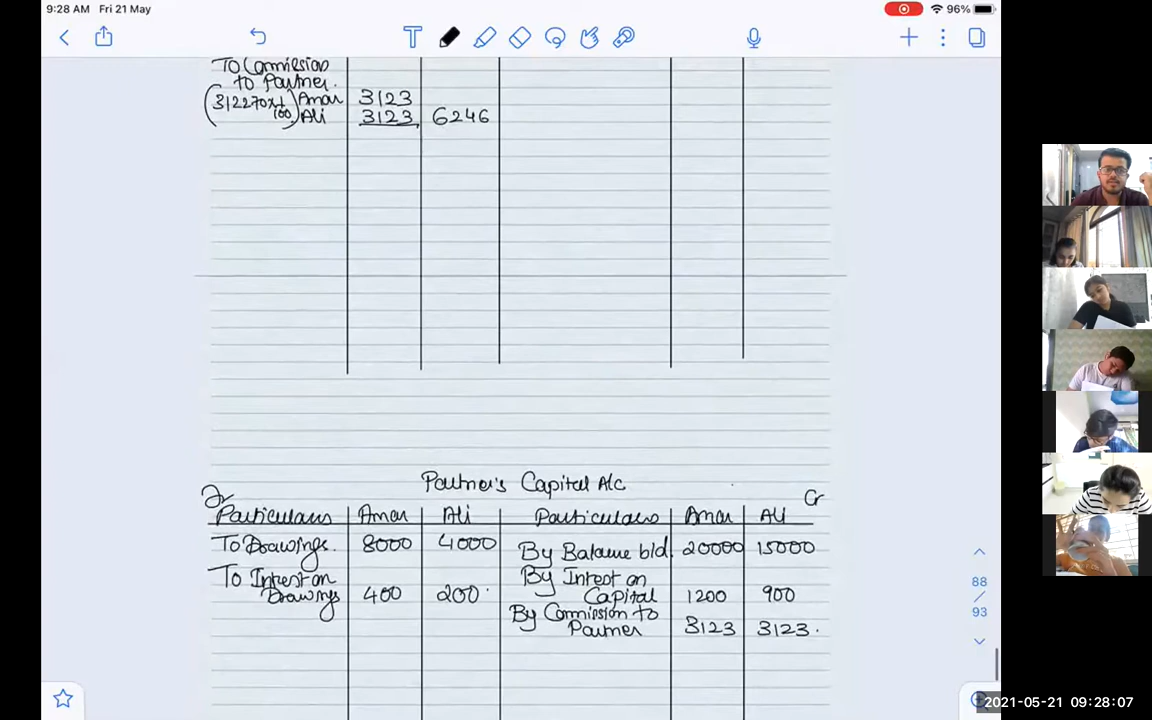 9:28 AM Fri 21 May
96%
To Commission
to Partner.
(312270x1/100) Amar 3123
Ali 3123 6246
Partner's Capital A/c
Dr Cr
Particulars Amar Ali Particulars Amar Ali
To Drawings. 8000 4000 By Balance b/d. 20000 15000
To Interest on Drawings 400 200 By Intest on Capital 1200 900
By Commission to Partner 3123 3123.
88
/
93
2021-05-21 09:28:07